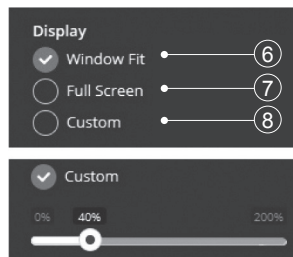 Display
Window Fit ⑥
Full Screen ⑦
Custom ⑧
Custom
0% 40% 200%